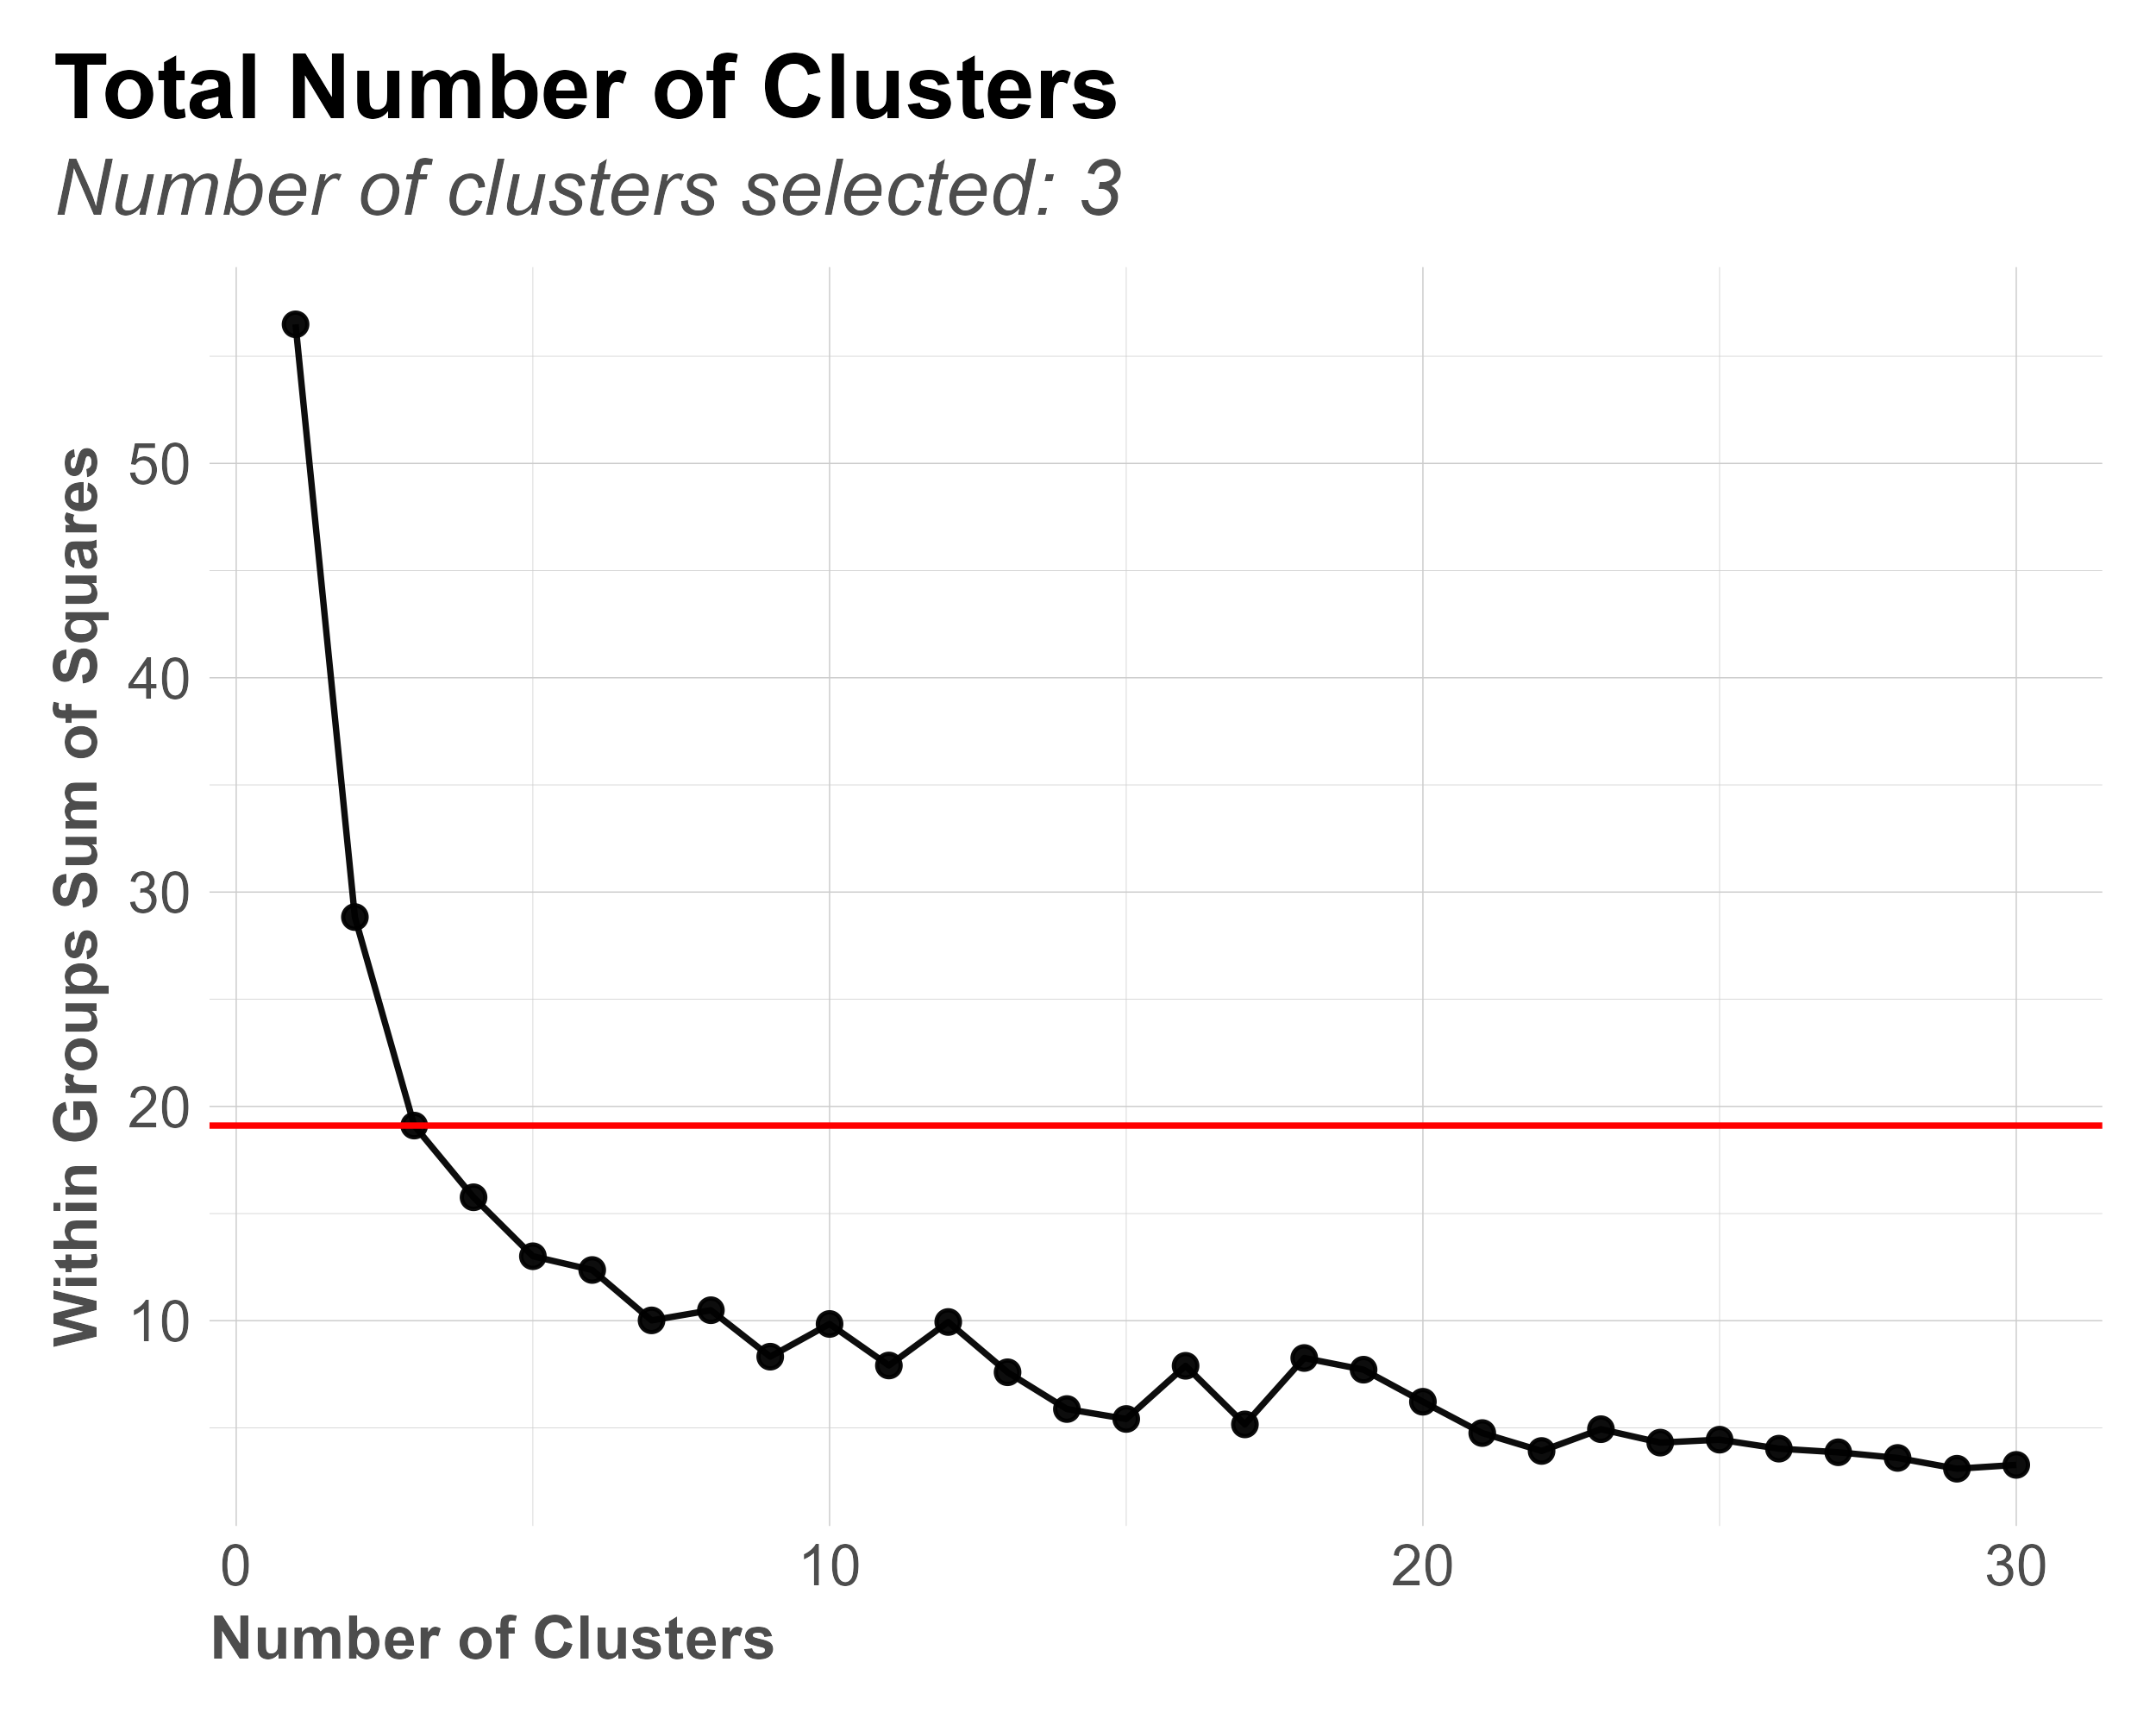 Total Number of Clusters
Number of clusters selected: 3
Within Groups Sum of Squares
50
40
30
20
10
0 10 20 30
Number of Clusters